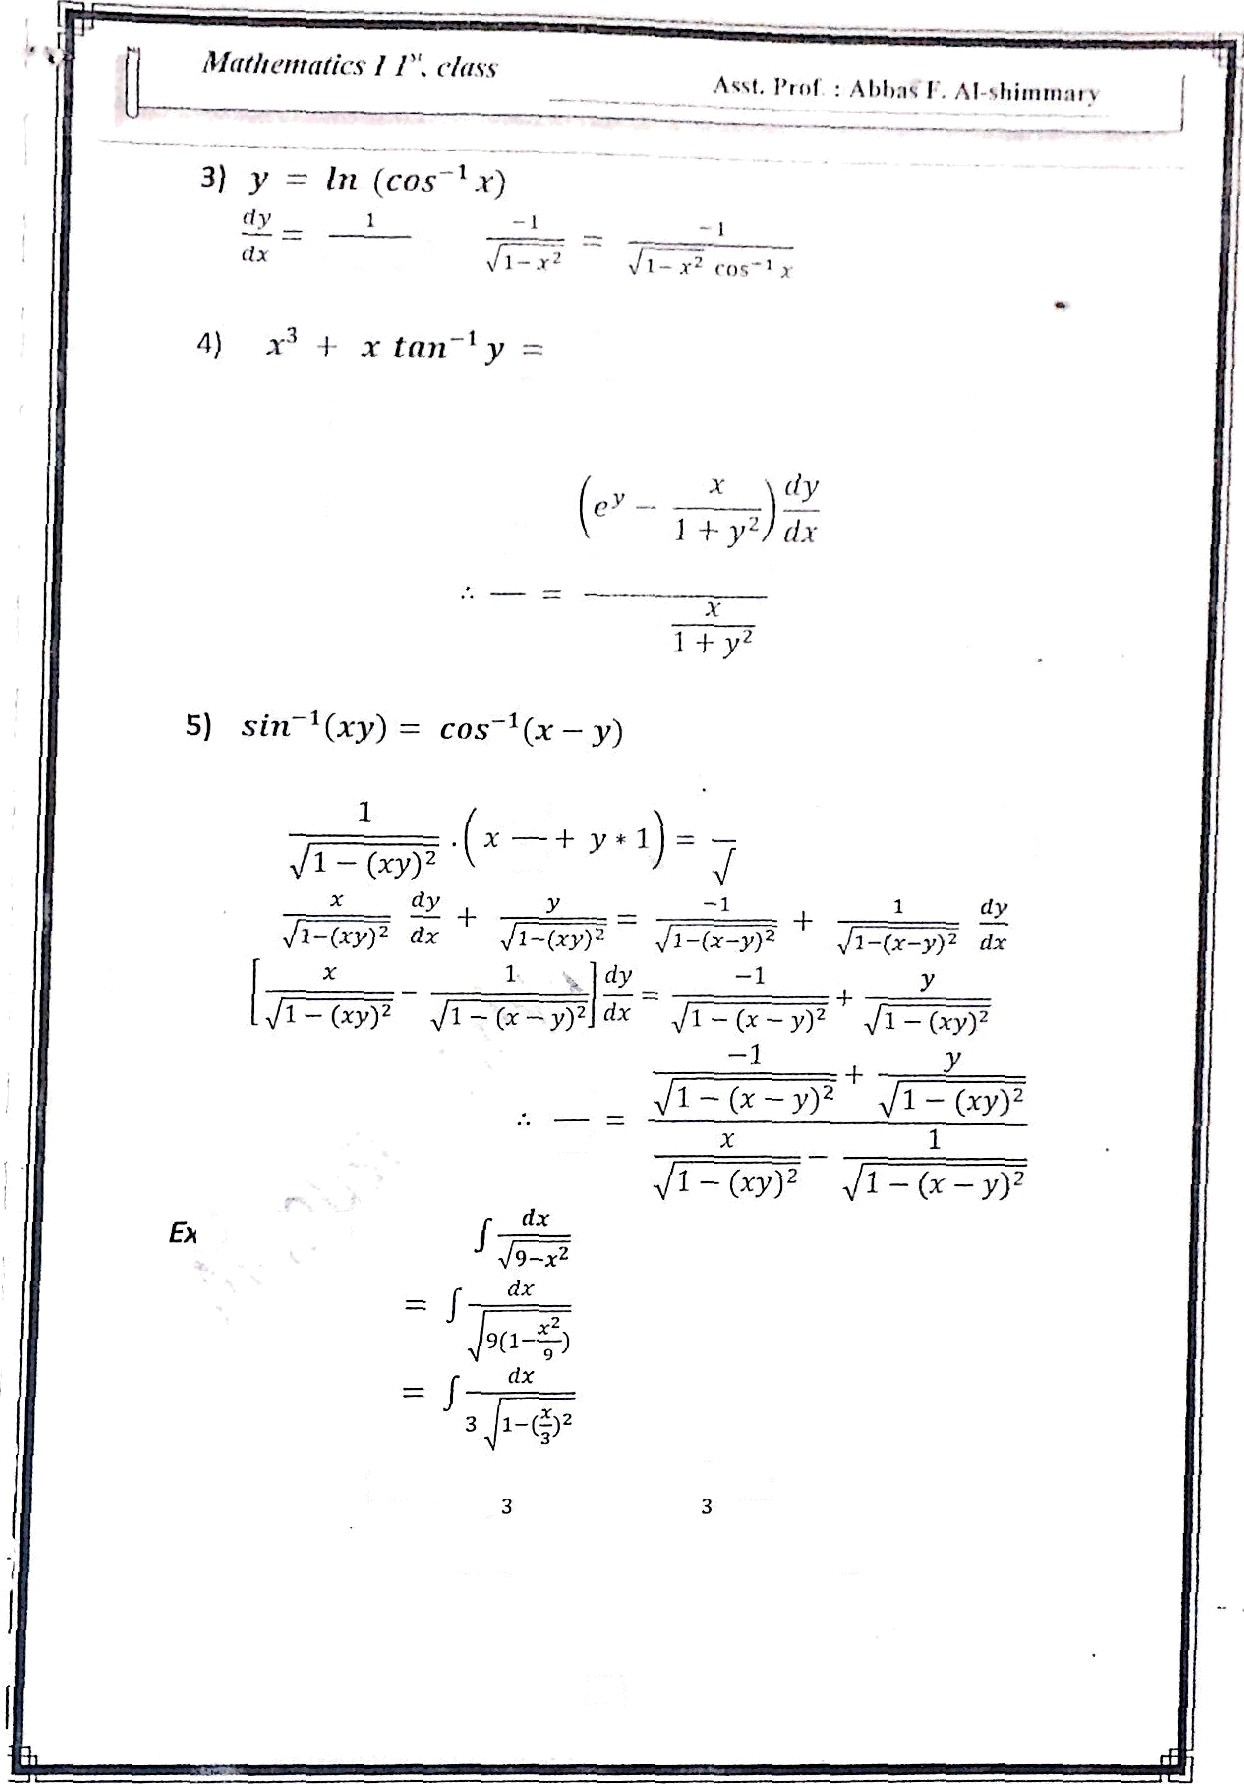 Mathematics I 1st. class
Asst. Prof. : Abbas F. Al-shimmary
3) y = ln (cos⁻¹ x)
dy/dx = 1/   -1/√(1-x²) = -1/(√(1-x²) cos⁻¹ x)
4) x³ + x tan⁻¹ y =
(e^y - x/(1 + y²)) dy/dx
∴ — = ——— x/(1 + y²)
5) sin⁻¹(xy) = cos⁻¹(x - y)
1/√(1 - (xy)²) . (x — + y * 1) = —/√
x/√(1-(xy)²) dy/dx + y/√(1-(xy)²) = -1/√(1-(x-y)²) + 1/√(1-(x-y)²) dy/dx
[x/√(1 - (xy)²) - 1/√(1 - (x - y)²)] dy/dx = -1/√(1 - (x - y)²) + y/√(1 - (xy)²)
∴ — = (-1/√(1 - (x - y)²) + y/√(1 - (xy)²)) / (x/√(1 - (xy)²) - 1/√(1 - (x - y)²))
Ex ∫ dx/√(9-x²)
= ∫ dx/√(9(1-x²/9))
= ∫ dx/(3 √(1-(x/3)²))
3 3